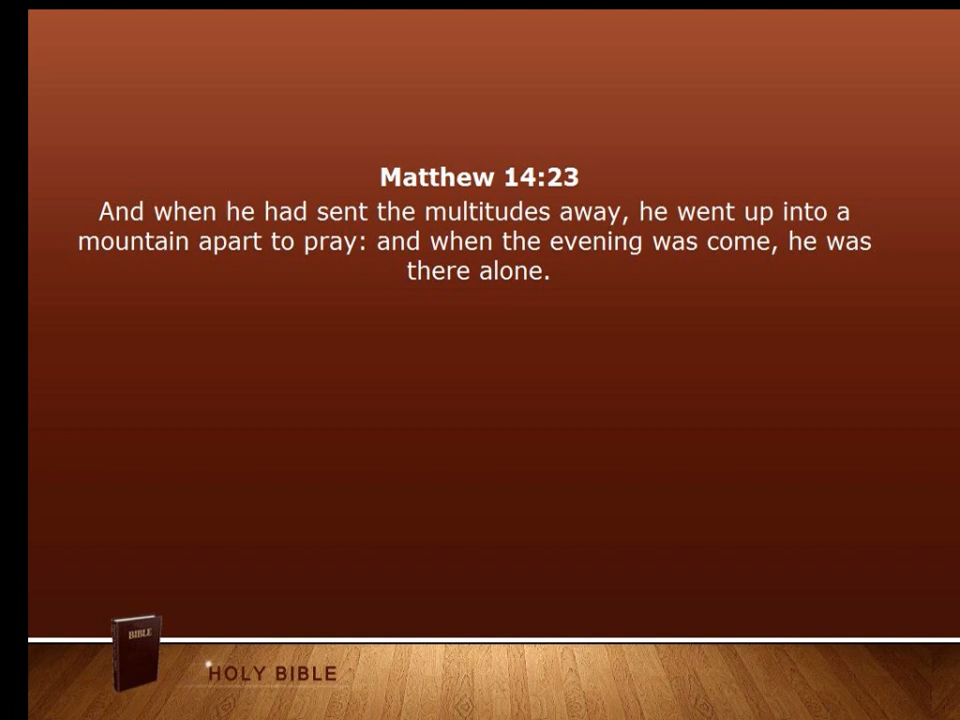 Matthew 14:23
And when he had sent the multitudes away, he went up into a
mountain apart to pray: and when the evening was come, he was
there alone.
BIBLE
HOLY BIBLE